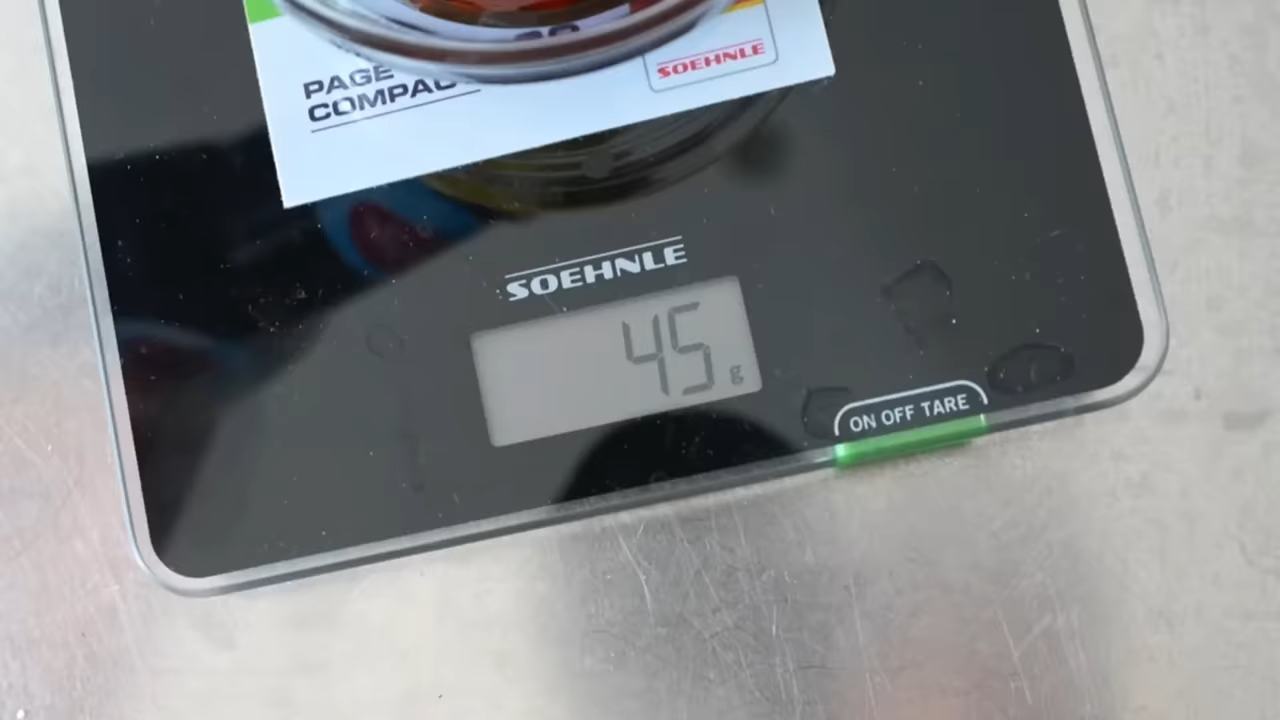 PAGE
COMPAC
SOEHNLE
SOEHNLE
45 g
ON OFF TARE